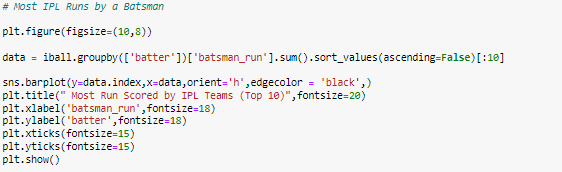 # Most IPL Runs by a Batsman
plt.figure(figsize=(10,8))
data = iball.groupby(['batter'])['batsman_run'].sum().sort_values(ascending=False)[:10]
sns.barplot(y=data.index,x=data,orient='h',edgecolor = 'black',)
plt.title(" Most Run Scored by IPL Teams (Top 10)",fontsize=20)
plt.xlabel('batsman_run',fontsize=18)
plt.ylabel('batter',fontsize=18)
plt.xticks(fontsize=15)
plt.yticks(fontsize=15)
plt.show()